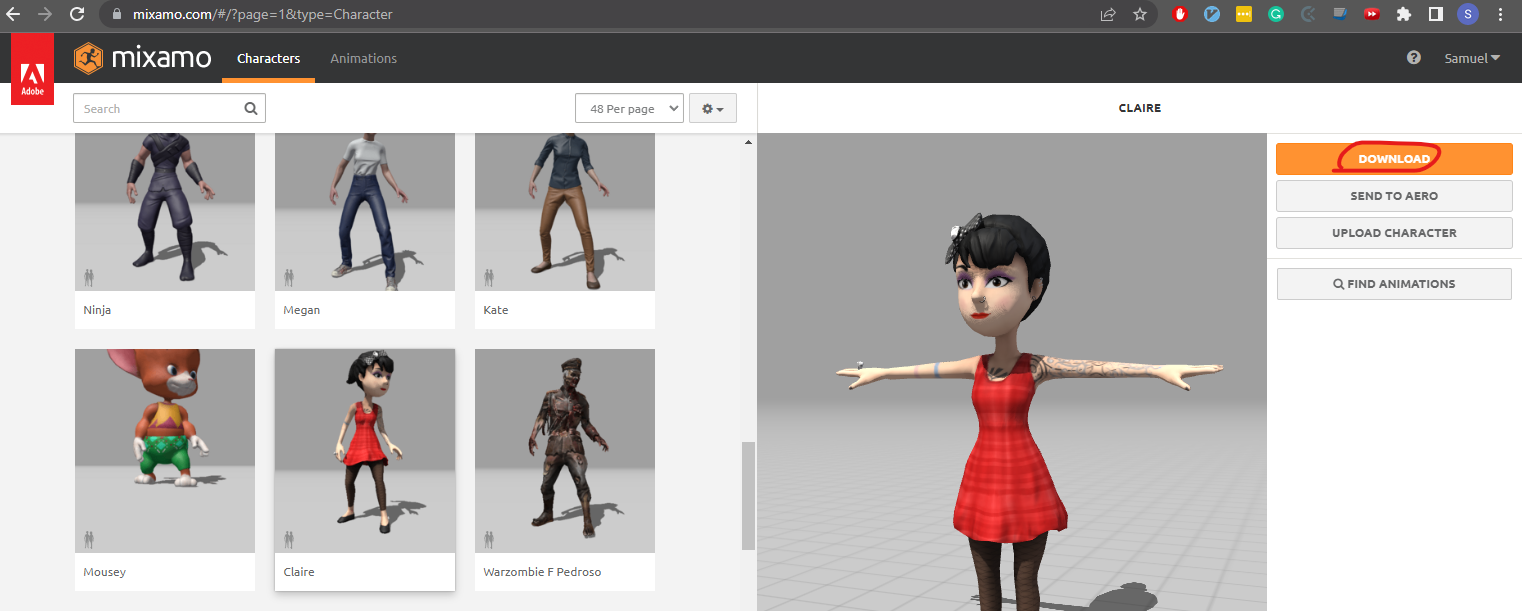 mixamo.com/#/?page=1&type=Character
S
Adobe
mixamo
Characters
Animations
Samuel
Search
48 Per page
CLAIRE
DOWNLOAD
SEND TO AERO
UPLOAD CHARACTER
FIND ANIMATIONS
Ninja
Megan
Kate
Mousey
Claire
Warzombie F Pedroso